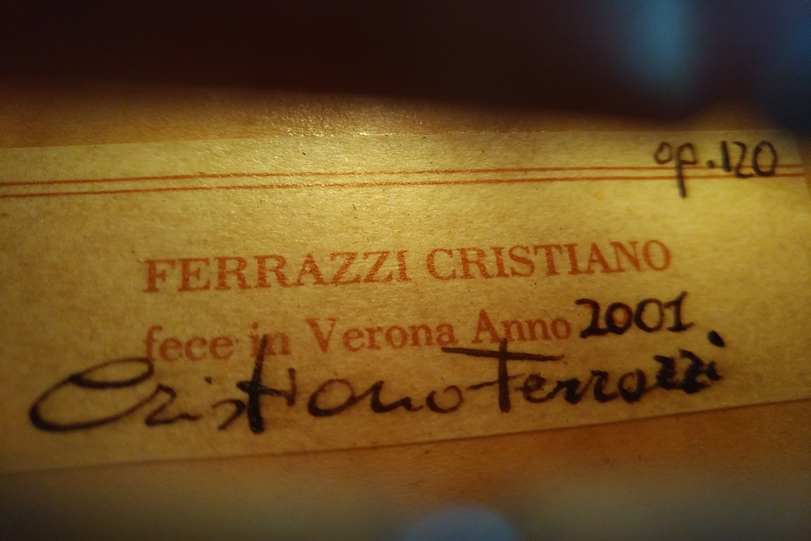 op.120
FERRAZZI CRISTIANO
fece in Verona Anno 2001
Cristiano Ferrazzi